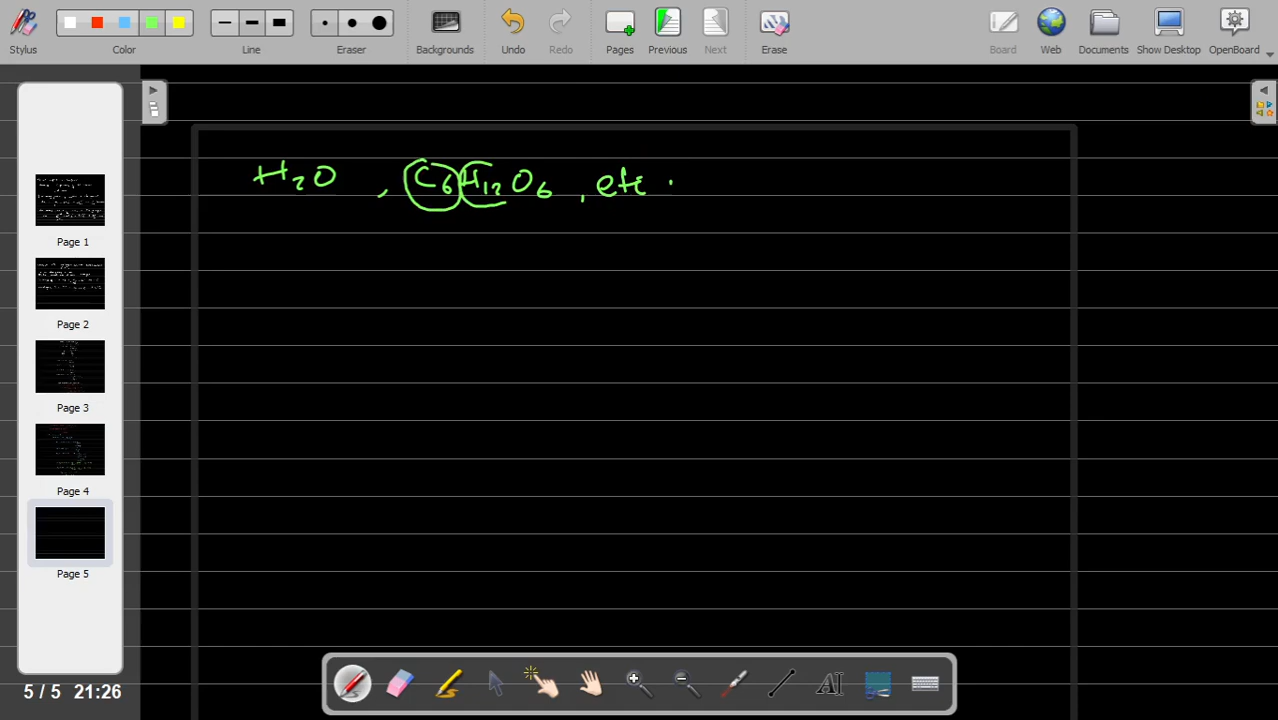 Stylus Color Line Eraser Backgrounds Undo Redo Pages Previous Next Erase Board Web Documents Show Desktop OpenBoard
H₂O , C₆H₁₂O₆ , etc .
Page 1
Page 2
Page 3
Page 4
Page 5
5 / 5 21:26